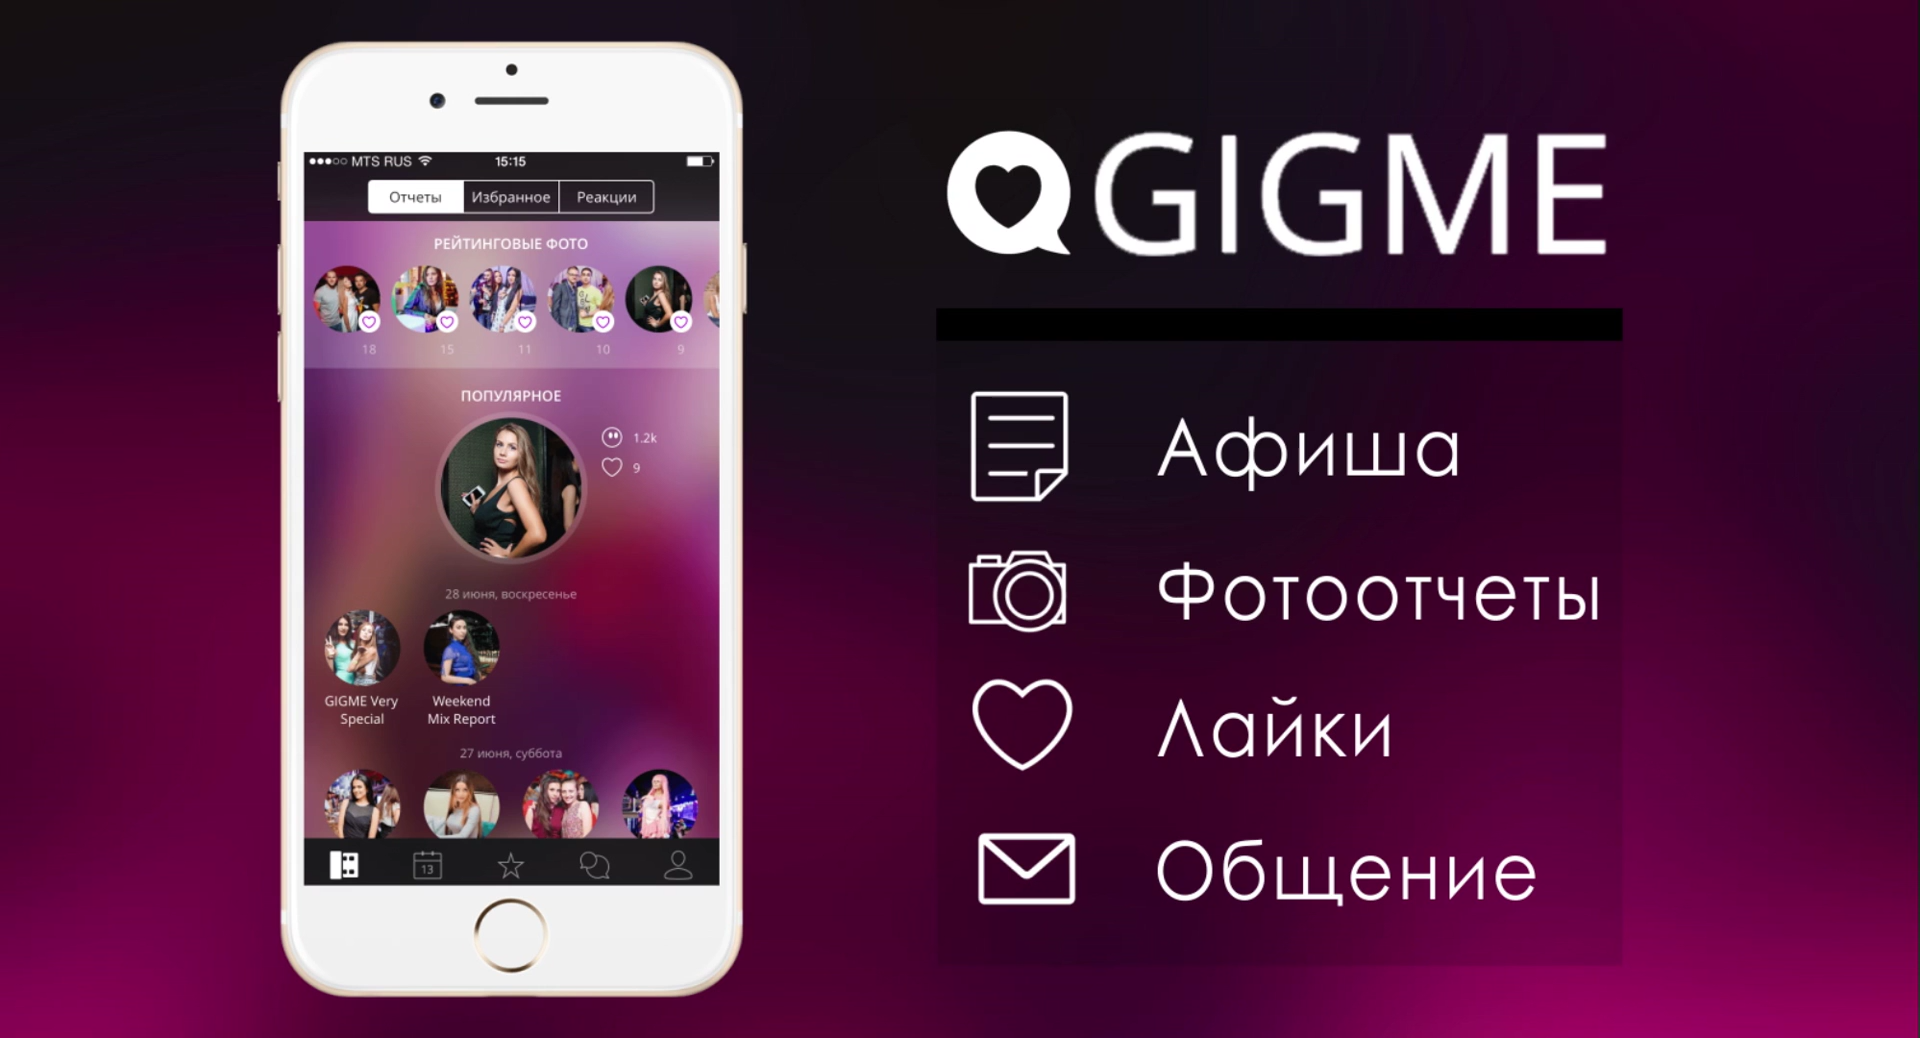 MTS RUS
15:15
Отчеты
Избранное
Реакции
РЕЙТИНГОВЫЕ ФОТО
18
15
11
10
9
ПОПУЛЯРНОЕ
1.2k
9
28 июня, воскресенье
GIGME Very
Special
Weekend
Mix Report
27 июня, суббота
13
GIGME
Афиша
Фотоотчеты
Лайки
Общение